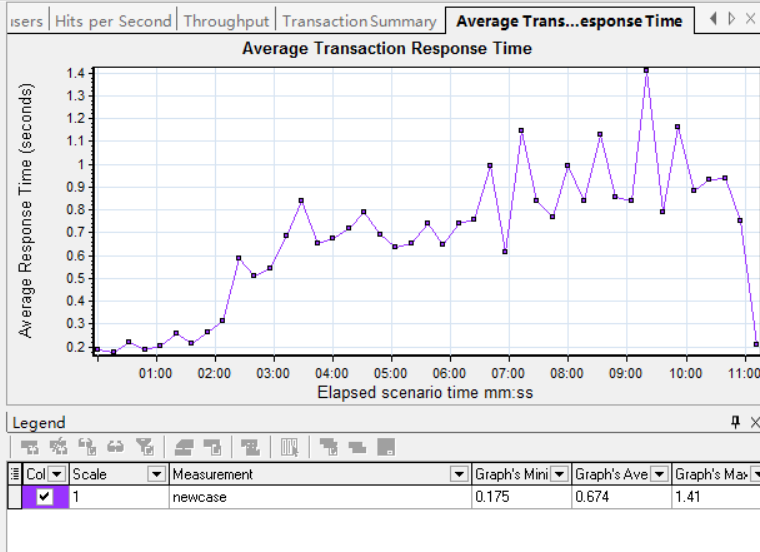 users Hits per Second Throughput Transaction Summary Average Trans...esponse Time
Average Transaction Response Time
Average Response Time (seconds)
1.4
1.3
1.2
1.1
1
0.9
0.8
0.7
0.6
0.5
0.4
0.3
0.2
01:00 02:00 03:00 04:00 05:00 06:00 07:00 08:00 09:00 10:00 11:00
Elapsed scenario time mm:ss
Legend
Col Scale Measurement Graph's Mini Graph's Ave Graph's Max
1 newcase 0.175 0.674 1.41